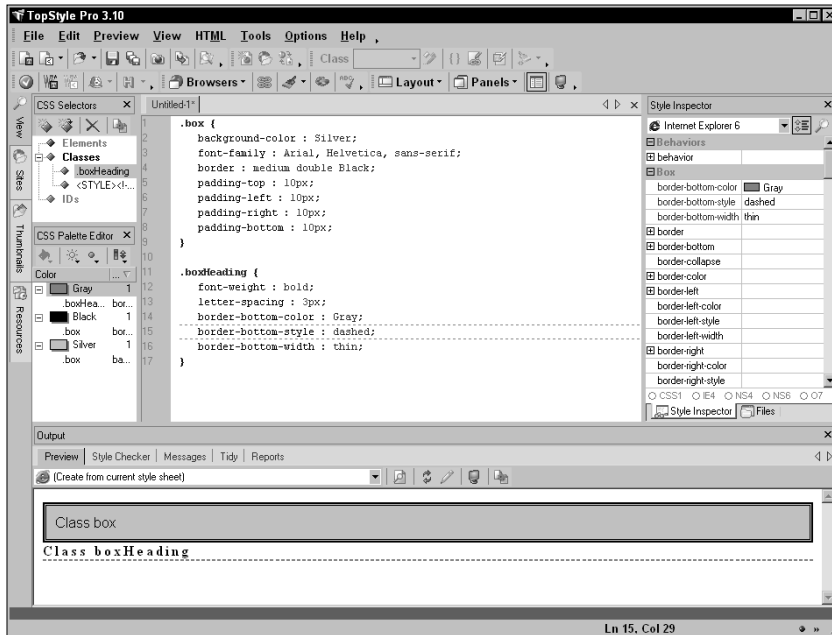 TopStyle Pro 3.10
File Edit Preview View HTML Tools Options Help
Class
Browsers Layout Panels
View
Sites
Thumbnails
Resources
CSS Selectors
Elements
Classes
.boxHeading
<STYLE><!-...
IDs
CSS Palette Editor
Color ...
Gray 1
.boxHea... bor...
Black 1
.box bor...
Silver 1
.box ba...
Untitled-1*
1 .box {
2 background-color : Silver;
3 font-family : Arial, Helvetica, sans-serif;
4 border : medium double Black;
5 padding-top : 10px;
6 padding-left : 10px;
7 padding-right : 10px;
8 padding-bottom : 10px;
9 }
10
11 .boxHeading {
12 font-weight : bold;
13 letter-spacing : 3px;
14 border-bottom-color : Gray;
15 border-bottom-style : dashed;
16 border-bottom-width : thin;
17 }
Style Inspector
Internet Explorer 6
Behaviors
behavior
Box
border-bottom-color Gray
border-bottom-style dashed
border-bottom-width thin
border
border-bottom
border-collapse
border-color
border-left
border-left-color
border-left-style
border-left-width
border-right
border-right-color
border-right-style
CSS1 IE4 NS4 NS6 O7
Style Inspector Files
Output
Preview Style Checker Messages Tidy Reports
(Create from current style sheet)
Class box
Class boxHeading
Ln 15, Col 29